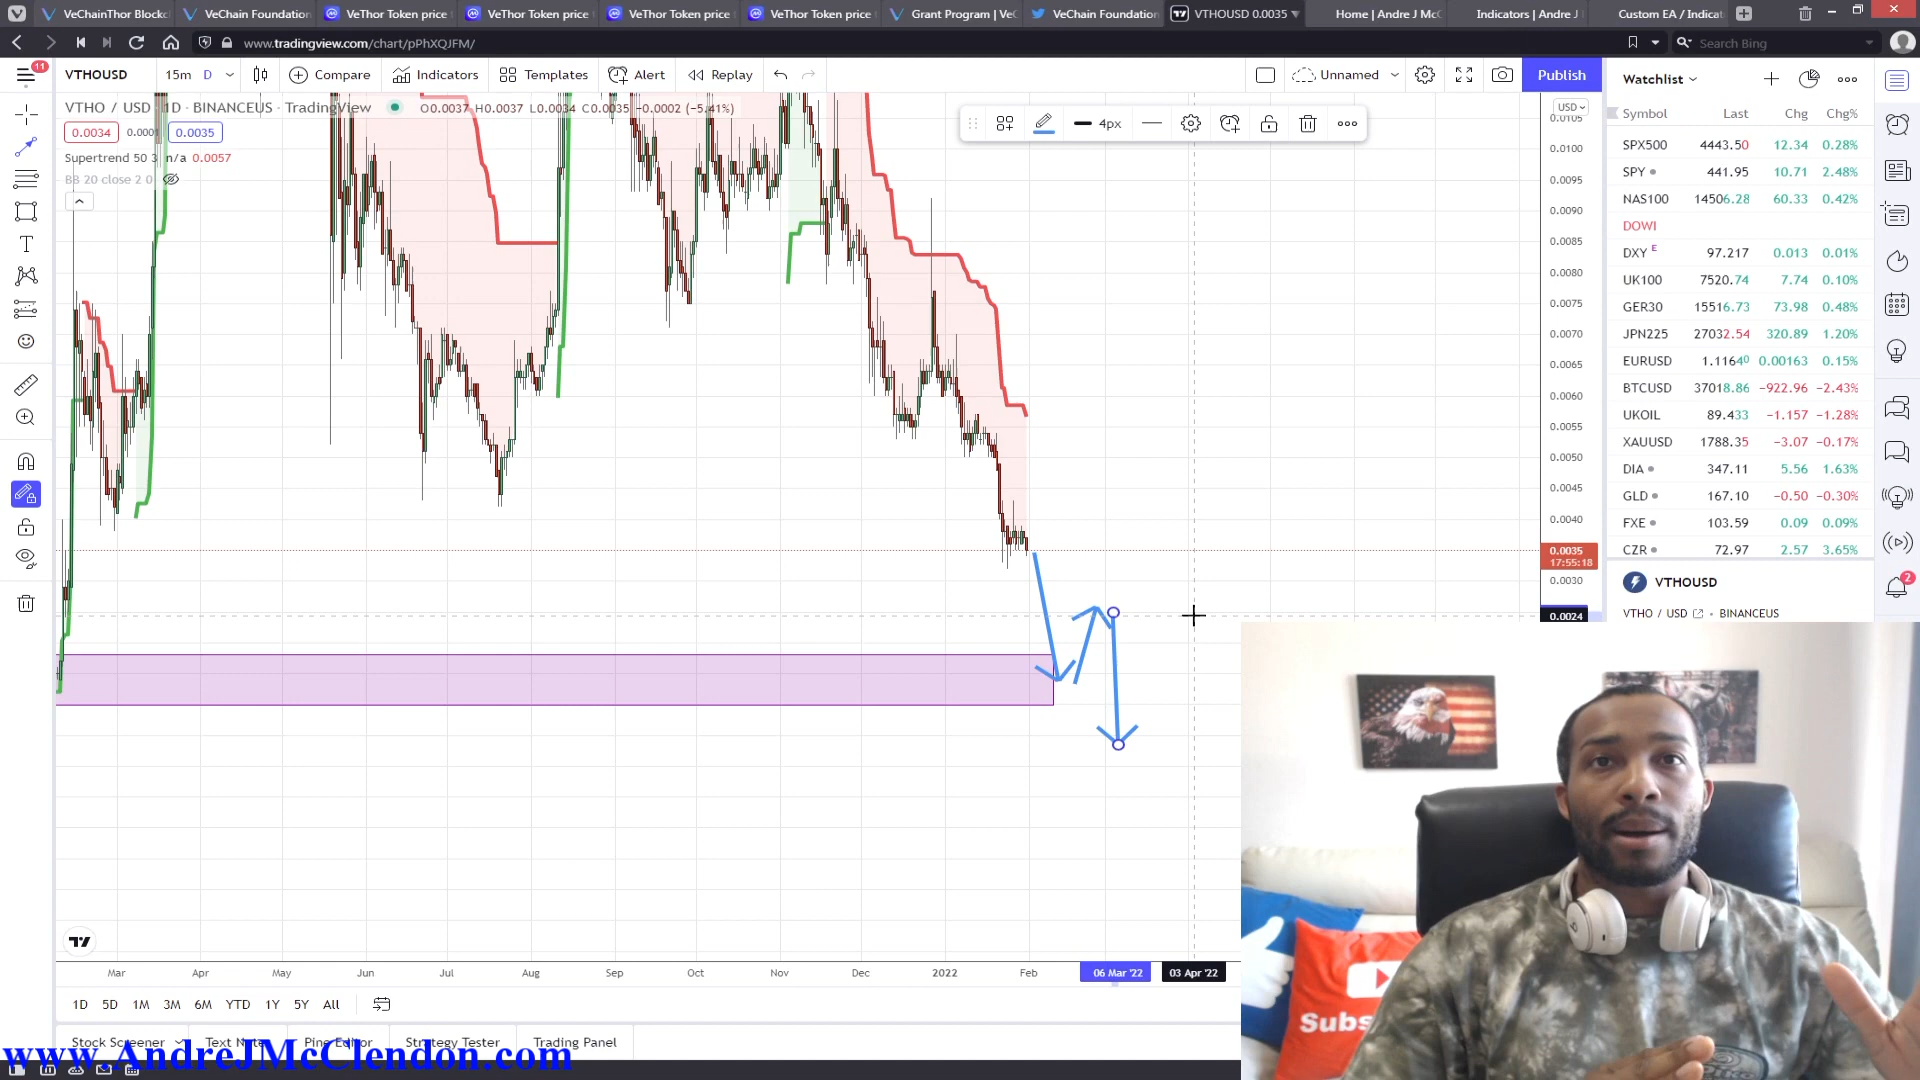 VeChainThor Blockc
VeChain Foundation
VeThor Token price
VeThor Token price
VeThor Token price
VeThor Token price
Grant Program | VeC
VeChain Foundation
VTHOUSD 0.0035
Home | Andre J McC
Indicators | Andre J
Custom EA / Indicat
www.tradingview.com/chart/pPhXQJFM/
Search Bing
11
VTHOUSD
15m D
Compare
Indicators
Templates
Alert
Replay
Unnamed
Publish
Watchlist
VTHO / USD · 1D · BINANCEUS · TradingView
O0.0037 H0.0037 L0.0034 C0.0035 −0.0002 (−5.41%)
0.0034
0.0001
0.0035
Supertrend 50 3 n/a 0.0057
BB 20 close 2 0
4px
USD
0.0105
0.0100
0.0095
0.0090
0.0085
0.0080
0.0075
0.0070
0.0065
0.0060
0.0055
0.0050
0.0045
0.0040
0.0035
17:55:18
0.0030
0.0024
Symbol Last Chg Chg%
SPX500 4443.50 12.34 0.28%
SPY 441.95 10.71 2.48%
NAS100 14506.28 60.33 0.42%
DOWI
DXY E 97.217 0.013 0.01%
UK100 7520.74 7.74 0.10%
GER30 15516.73 73.98 0.48%
JPN225 27032.54 320.89 1.20%
EURUSD 1.11640 0.00163 0.15%
BTCUSD 37018.86 −922.96 −2.43%
UKOIL 89.433 −1.157 −1.28%
XAUUSD 1788.35 −3.07 −0.17%
DIA 347.11 5.56 1.63%
GLD 167.10 −0.50 −0.30%
FXE 103.59 0.09 0.09%
CZR 72.97 2.57 3.65%
2
VTHOUSD
VTHO / USD · BINANCEUS
Mar Apr May Jun Jul Aug Sep Oct Nov Dec 2022 Feb 06 Mar '22 03 Apr '22
1D 5D 1M 3M 6M YTD 1Y 5Y All
Stock Screener
Pine Editor
Strategy Tester
Trading Panel
www.AndreJMcClendon.com
Subs